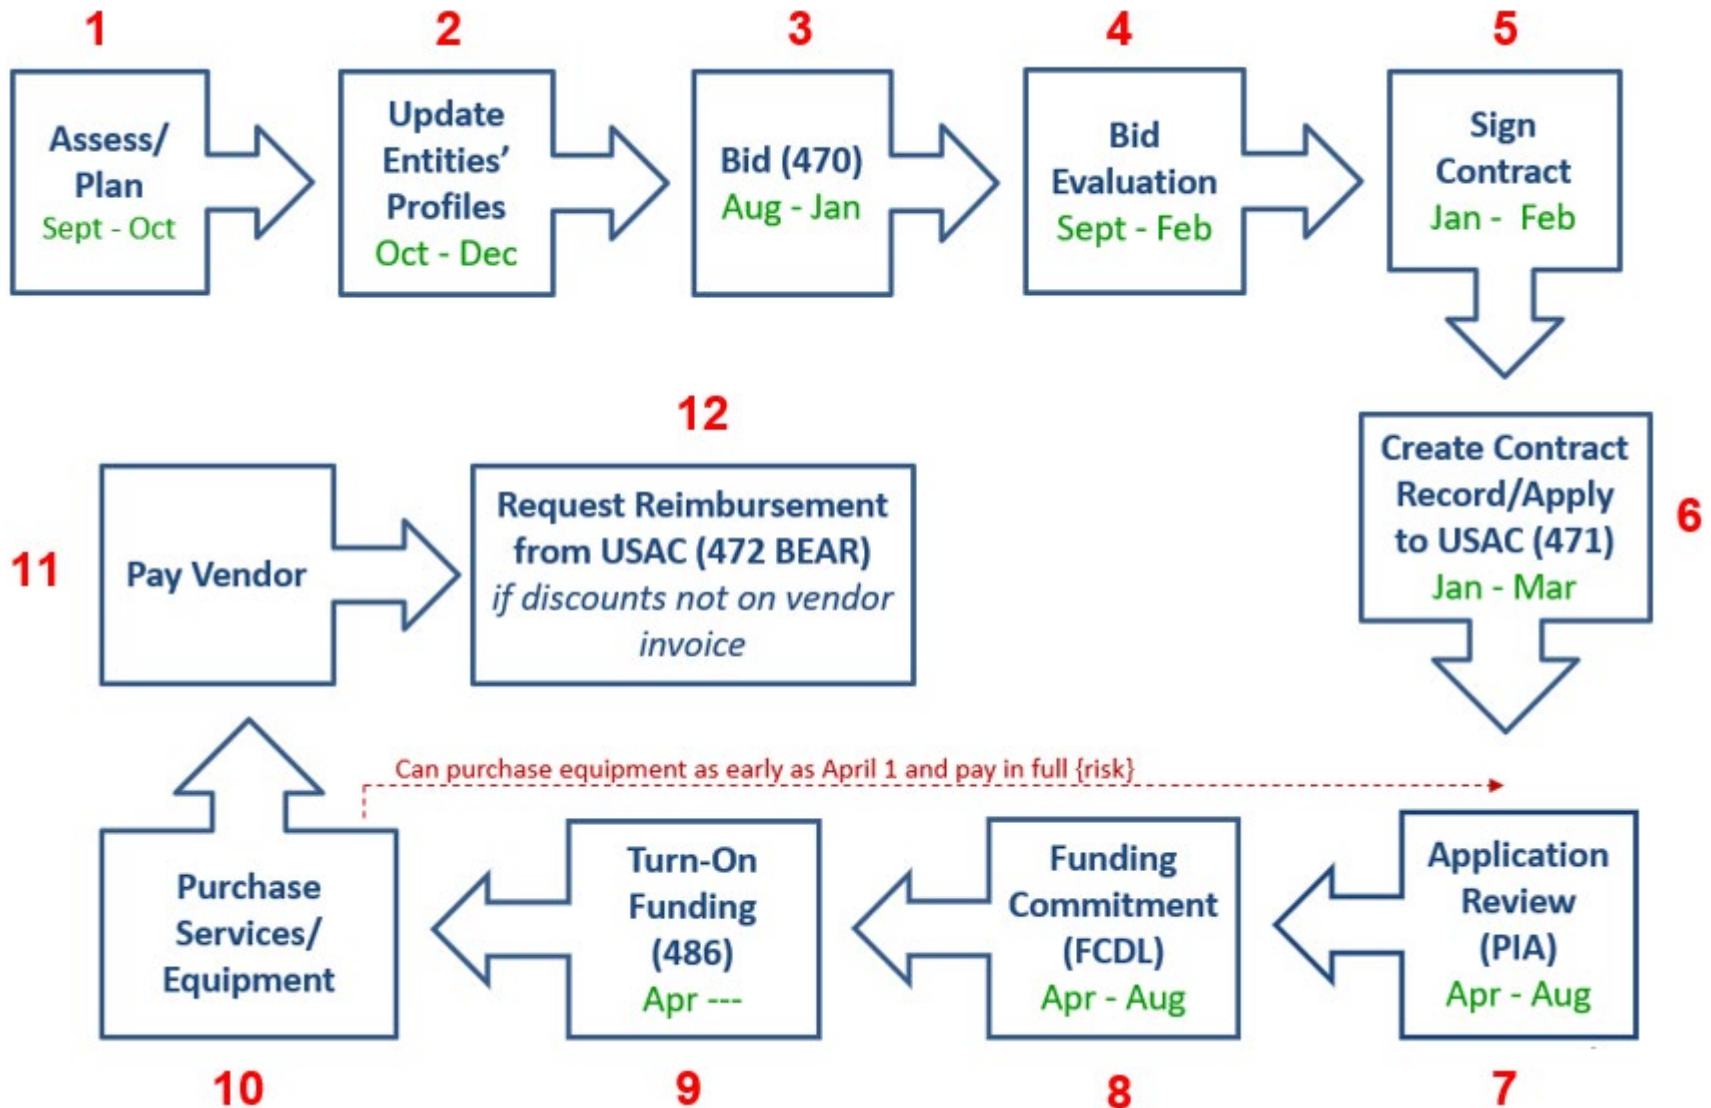 1
Assess/
Plan
Sept - Oct
2
Update
Entities’
Profiles
Oct - Dec
3
Bid (470)
Aug - Jan
4
Bid
Evaluation
Sept - Feb
5
Sign
Contract
Jan -  Feb
6
Create Contract
Record/Apply
to USAC (471)
Jan - Mar
7
Application
Review
(PIA)
Apr - Aug
8
Funding
Commitment
(FCDL)
Apr - Aug
9
Turn-On
Funding
(486)
Apr ---
10
Purchase
Services/
Equipment
Can purchase equipment as early as April 1 and pay in full {risk}
11
Pay Vendor
12
Request Reimbursement
from USAC (472 BEAR)
if discounts not on vendor
invoice